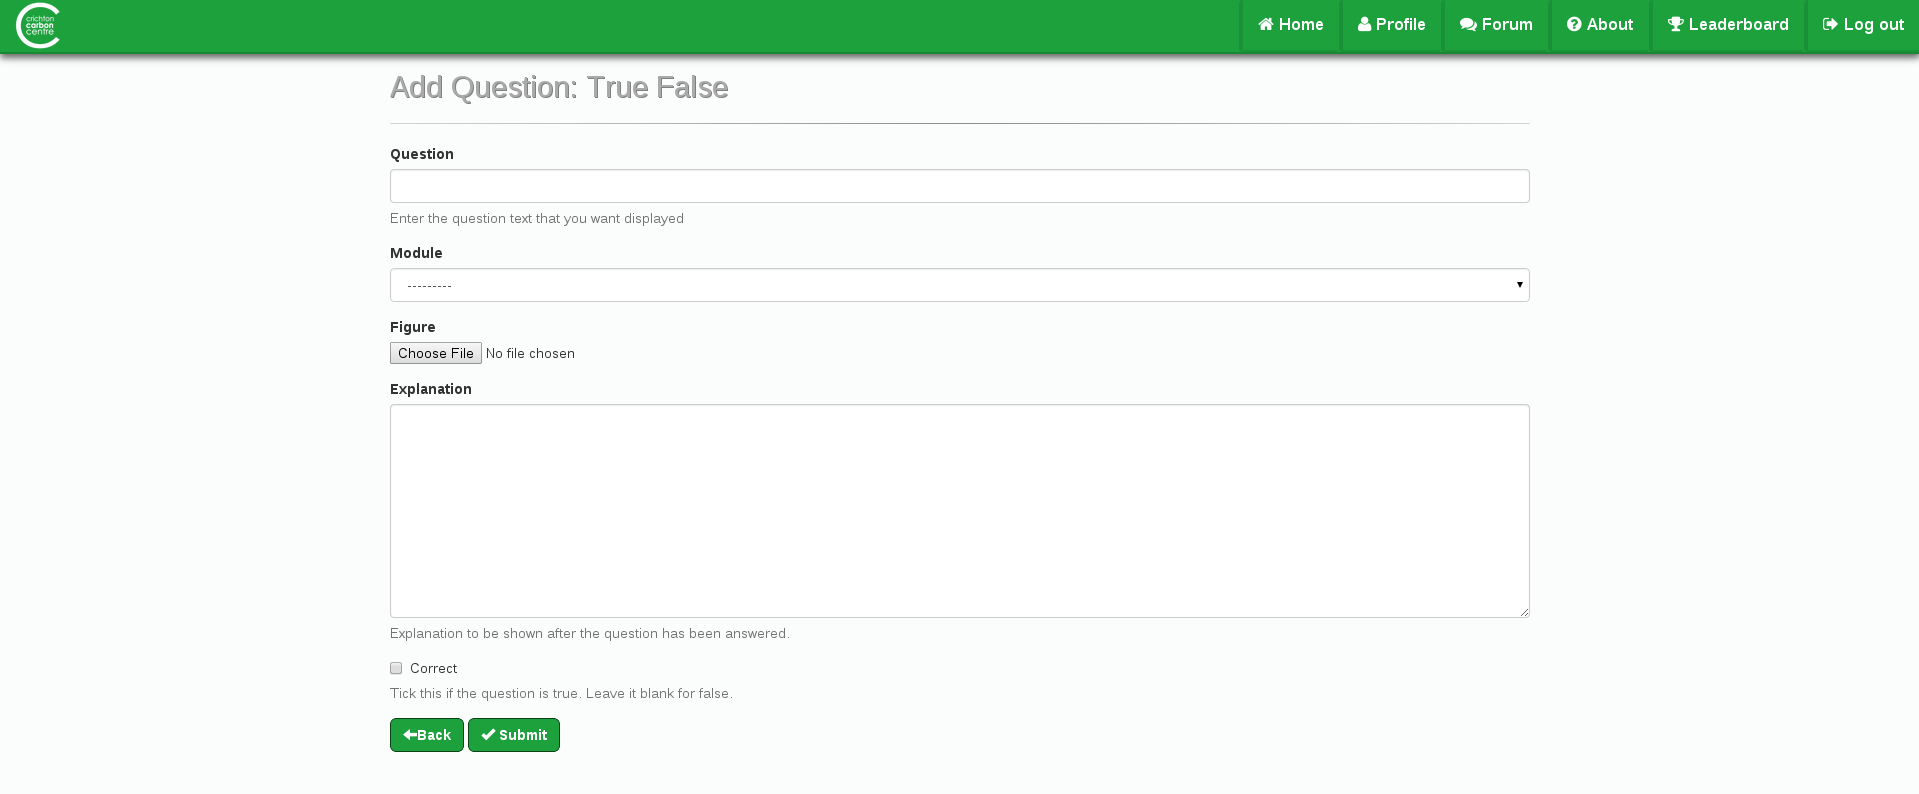 crichton
carbon
centre
Home Profile Forum About Leaderboard Log out
Add Question: True False
Question
Enter the question text that you want displayed
Module
---------
Figure
Choose File No file chosen
Explanation
Explanation to be shown after the question has been answered.
Correct
Tick this if the question is true. Leave it blank for false.
Back Submit